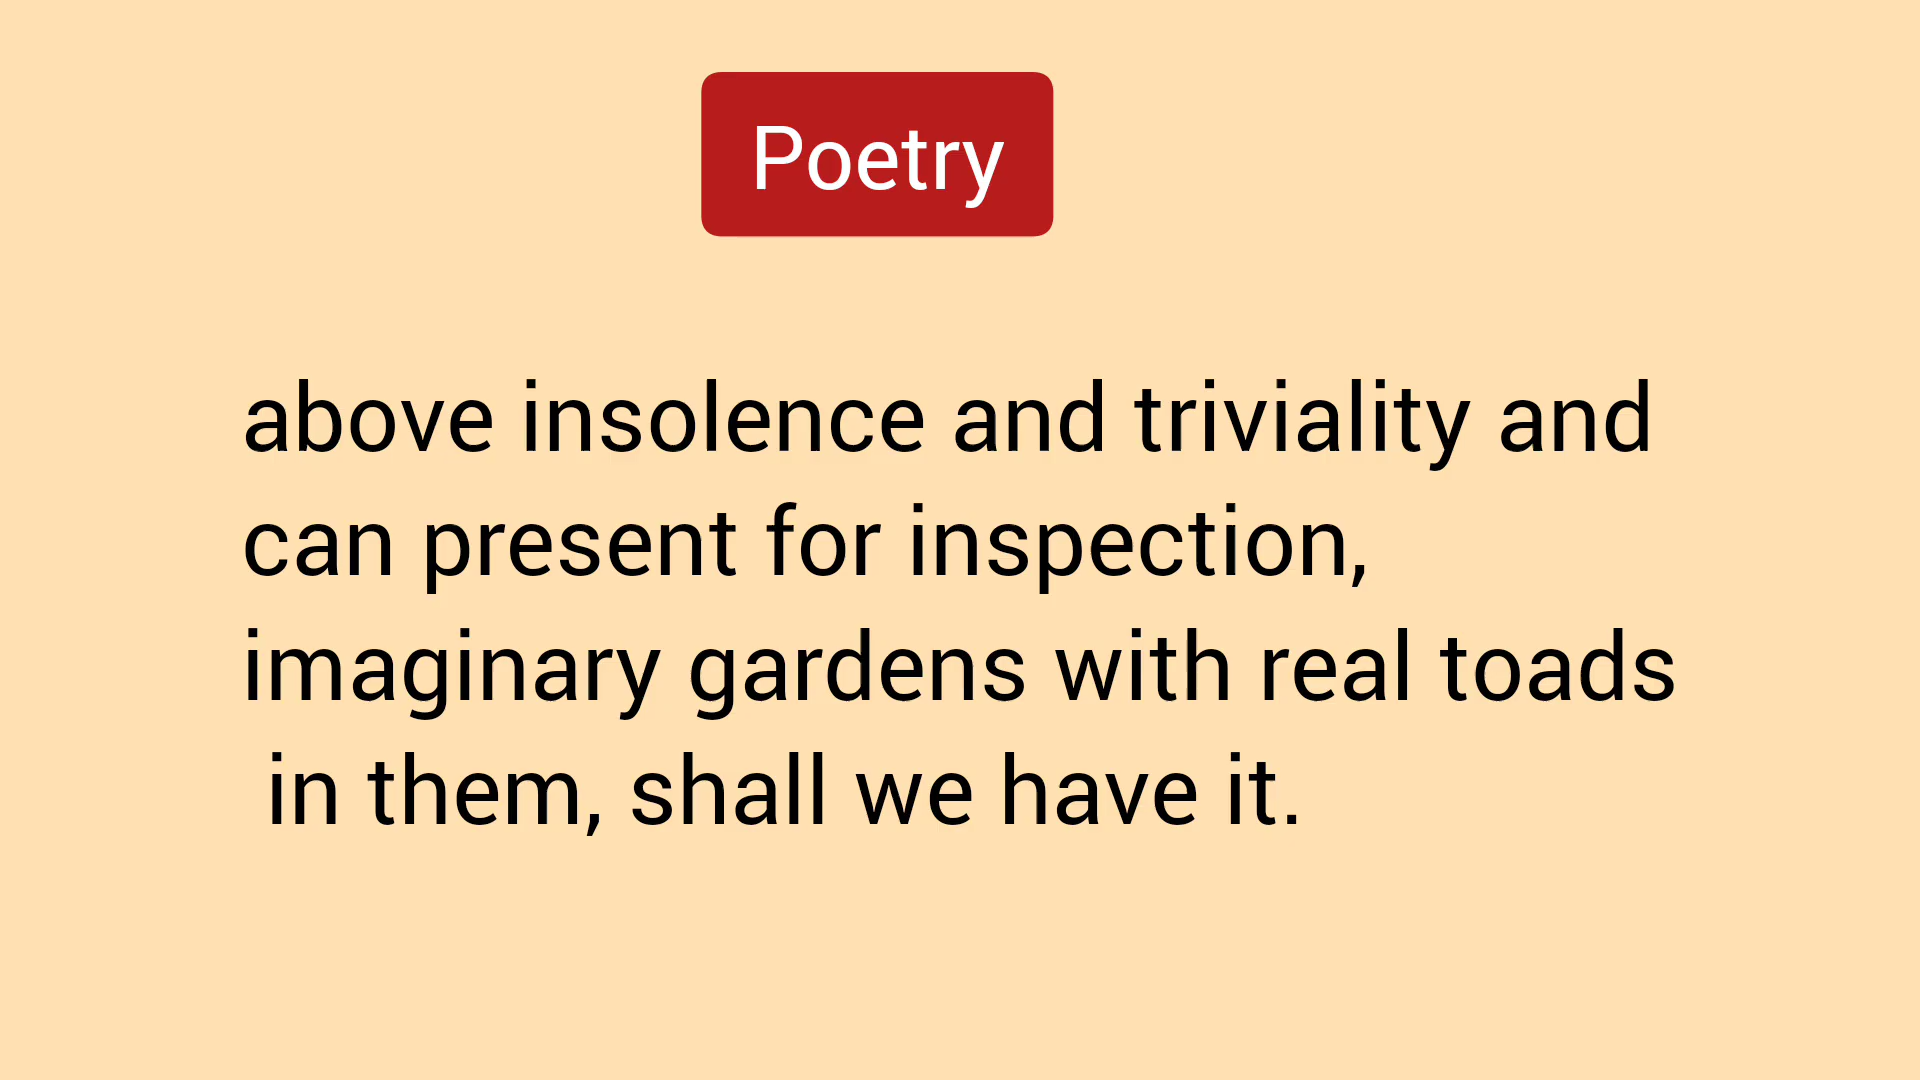 Poetry
above insolence and triviality and
can present for inspection,
imaginary gardens with real toads
in them, shall we have it.